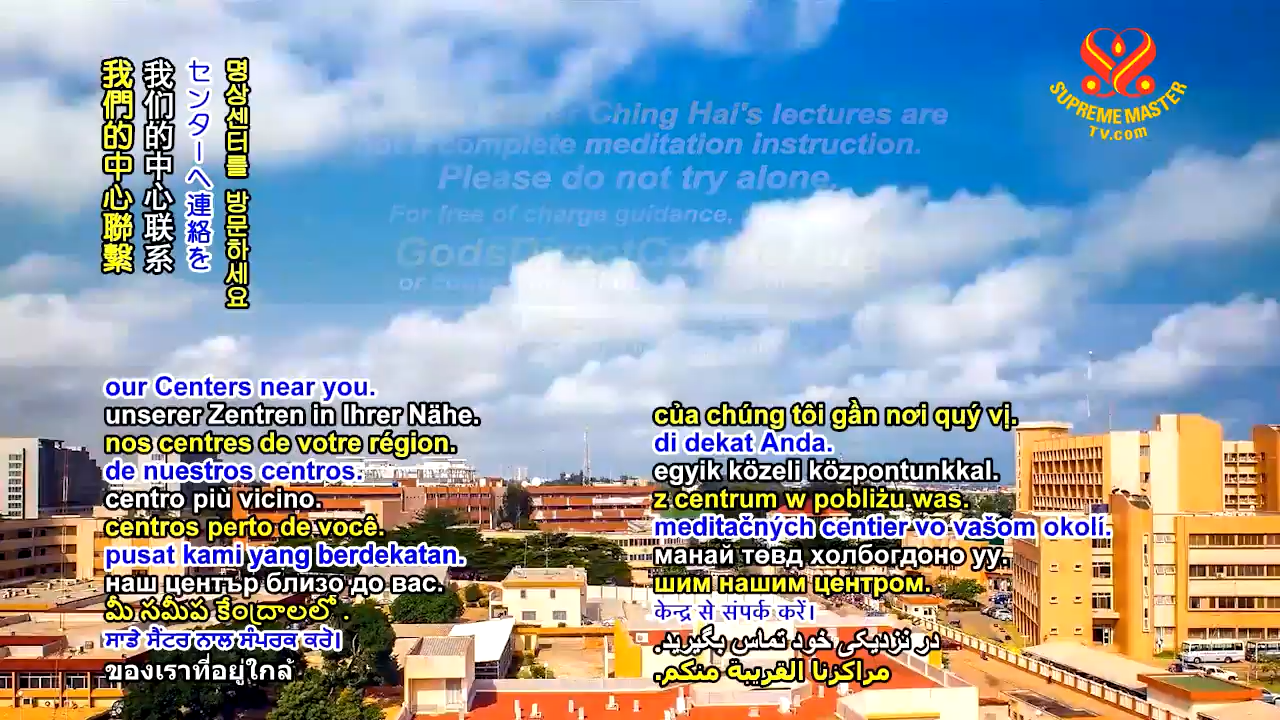 我們的中心聯繫
我们的中心联系
センターへ連絡を
명상센터를 방문하세요
SUPREME MASTER
TV.com
Ching Hai's lectures are
not a complete meditation instruction.
Please do not try alone.
For free of charge guidance,
our Centers near you.
unserer Zentren in Ihrer Nähe.
nos centres de votre région.
de nuestros centros.
centro più vicino.
centros perto de você.
pusat kami yang berdekatan.
наш център близо до вас.
మీ సమీప కేంద్రాలలో .
ਸਾਡੇ ਸੈਂਟਰ ਨਾਲ ਸੰਪਰਕ ਕਰੋ।
ของเราที่อยู่ใกล้
của chúng tôi gần nơi quý vị.
di dekat Anda.
egyik közeli központunkkal.
z centrum w pobliżu was.
meditačných centier vo vašom okolí.
манай төвд холбогдоно уу.
шим нашим центром.
केन्द्र से संपर्क करें।
در نزدیکی خود تماس بگیرید.
مراكزنا القريبة منكم.